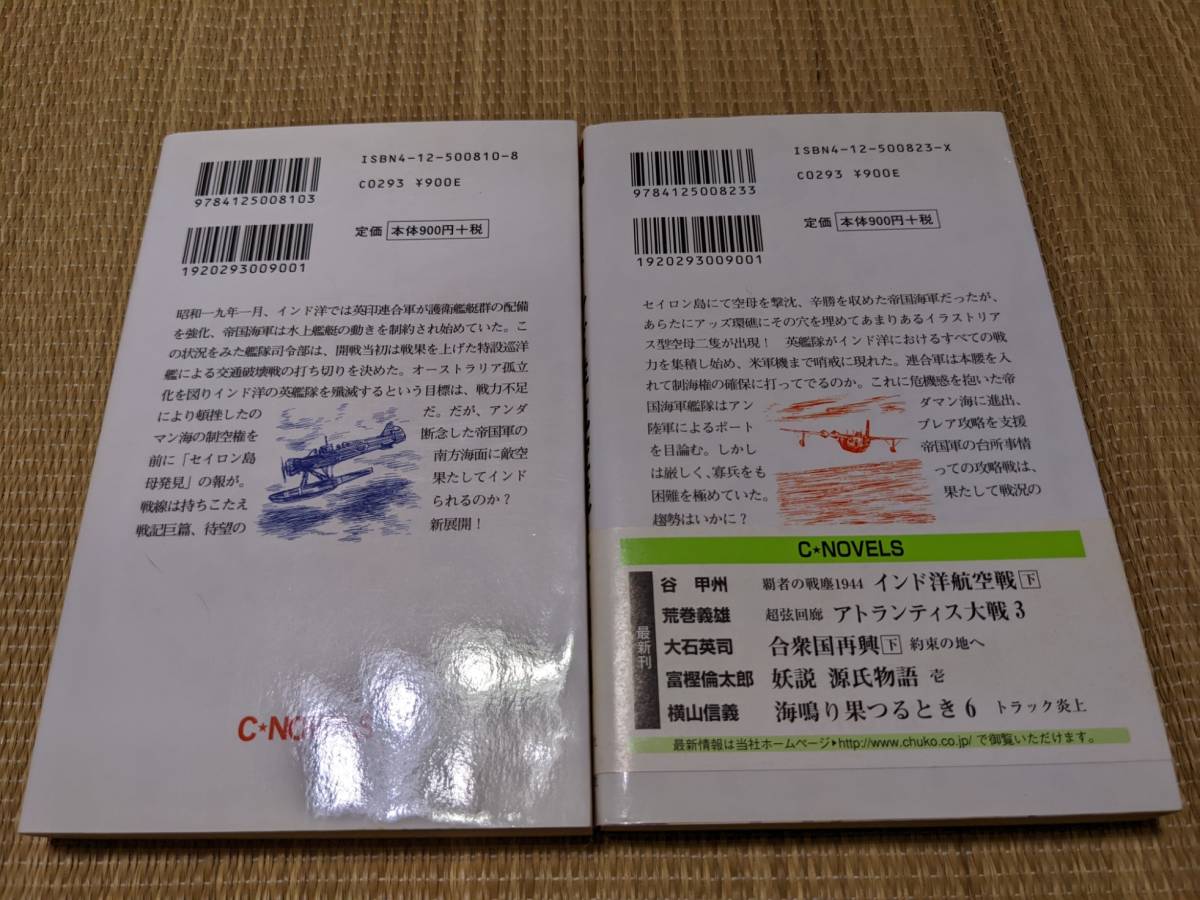 ISBN4-12-500810-8
C0293 ¥900E
9784125008103
定価 本体900円+税
1920293009001
昭和一九年一月、インド洋では英印連合軍が護衛艦艇群の配備
を強化、帝国海軍は水上艦艇の動きを制約され始めていた。こ
の状況をみた艦隊司令部は、開戦当初は戦果を上げた特設巡洋
艦による交通破壊戦の打ち切りを決めた。オーストラリア孤立
化を図りインド洋の英艦隊を殲滅するという目標は、戦力不足
により頓挫したの だ。だが、アンダ
マン海の制空権を 断念した帝国軍の
前に「セイロン島 南方海面に敵空
母発見」の報が。 果たしてインド
戦線は持ちこたえ られるのか？
戦記巨篇、待望の 新展開！
C★NOVELS
ISBN4-12-500823-X
C0293 ¥900E
9784125008233
定価 本体900円+税
1920293009001
セイロン島にて空母を撃沈、辛勝を収めた帝国海軍だったが、
あらたにアッズ環礁にその穴を埋めてあまりあるイラストリア
ス型空母二隻が出現！ 英艦隊がインド洋におけるすべての戦
力を集積し始め、米軍機まで哨戒に現れた。連合軍は本腰を入
れて制海権の確保に打ってでるのか。これに危機感を抱いた帝
国海軍艦隊はアン ダマン海に進出、
陸軍によるポート ブレア攻略を支援
を目論む。しかし 帝国軍の台所事情
は厳しく、寡兵をも っての攻略戦は、
困難を極めていた。 果たして戦況の
趨勢はいかに？
C★NOVELS
最新刊
谷 甲州 覇者の戦塵1944 インド洋航空戦 下
荒巻義雄 超弦回廊 アトランティス大戦 3
大石英司 合衆国再興 下 約束の地へ
富樫倫太郎 妖説 源氏物語 壱
横山信義 海鳴り果つるとき 6 トラック炎上
最新情報は当社ホームページ▶http://www.chuko.co.jp/ で御覧いただけます。